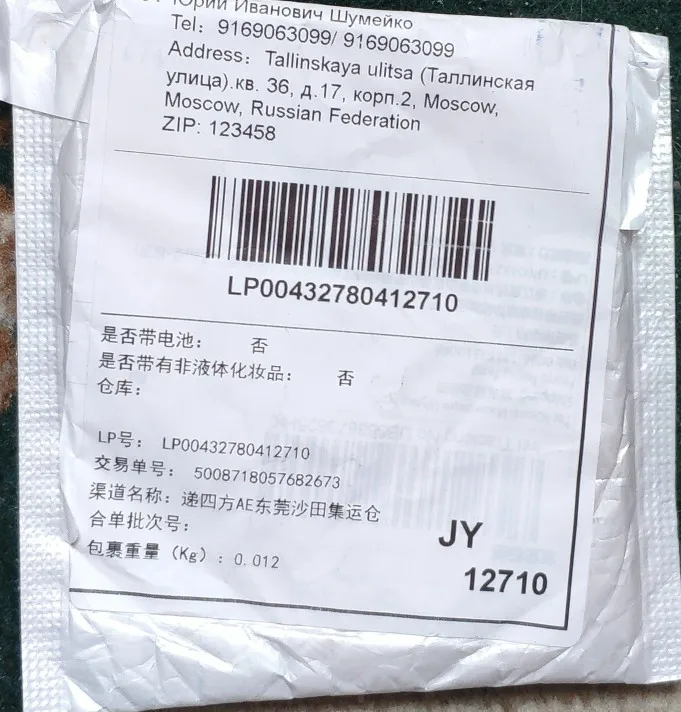 Юрий Иванович Шумейко
Tel: 9169063099/ 9169063099
Address: Tallinskaya ulitsa (Таллинская
улица).кв. 36, д.17, корп.2, Moscow,
Moscow, Russian Federation
ZIP: 123458
LP00432780412710
是否带电池： 否
是否带有非液体化妆品： 否
仓库：
LP号： LP00432780412710
交易单号： 5008718057682673
渠道名称：递四方AE东莞沙田集运仓
合单批次号：
包裹重量（Kg）：0.012
JY
12710